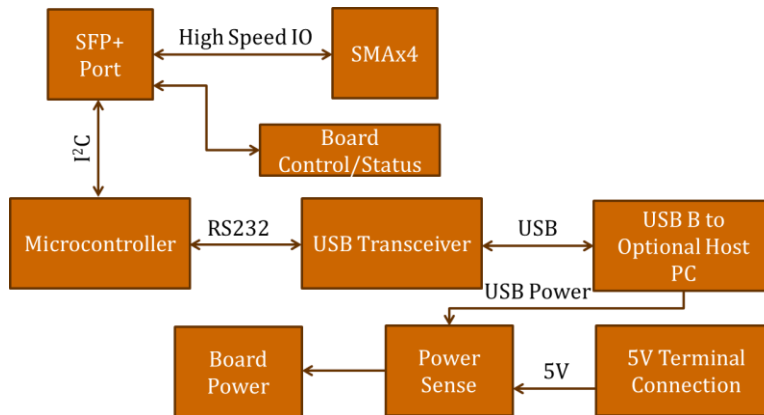 SFP+
Port
High Speed IO
SMAx4
Board
Control/Status
I²C
Microcontroller
RS232
USB Transceiver
USB
USB B to
Optional Host
PC
USB Power
Board
Power
Power
Sense
5V
5V Terminal
Connection